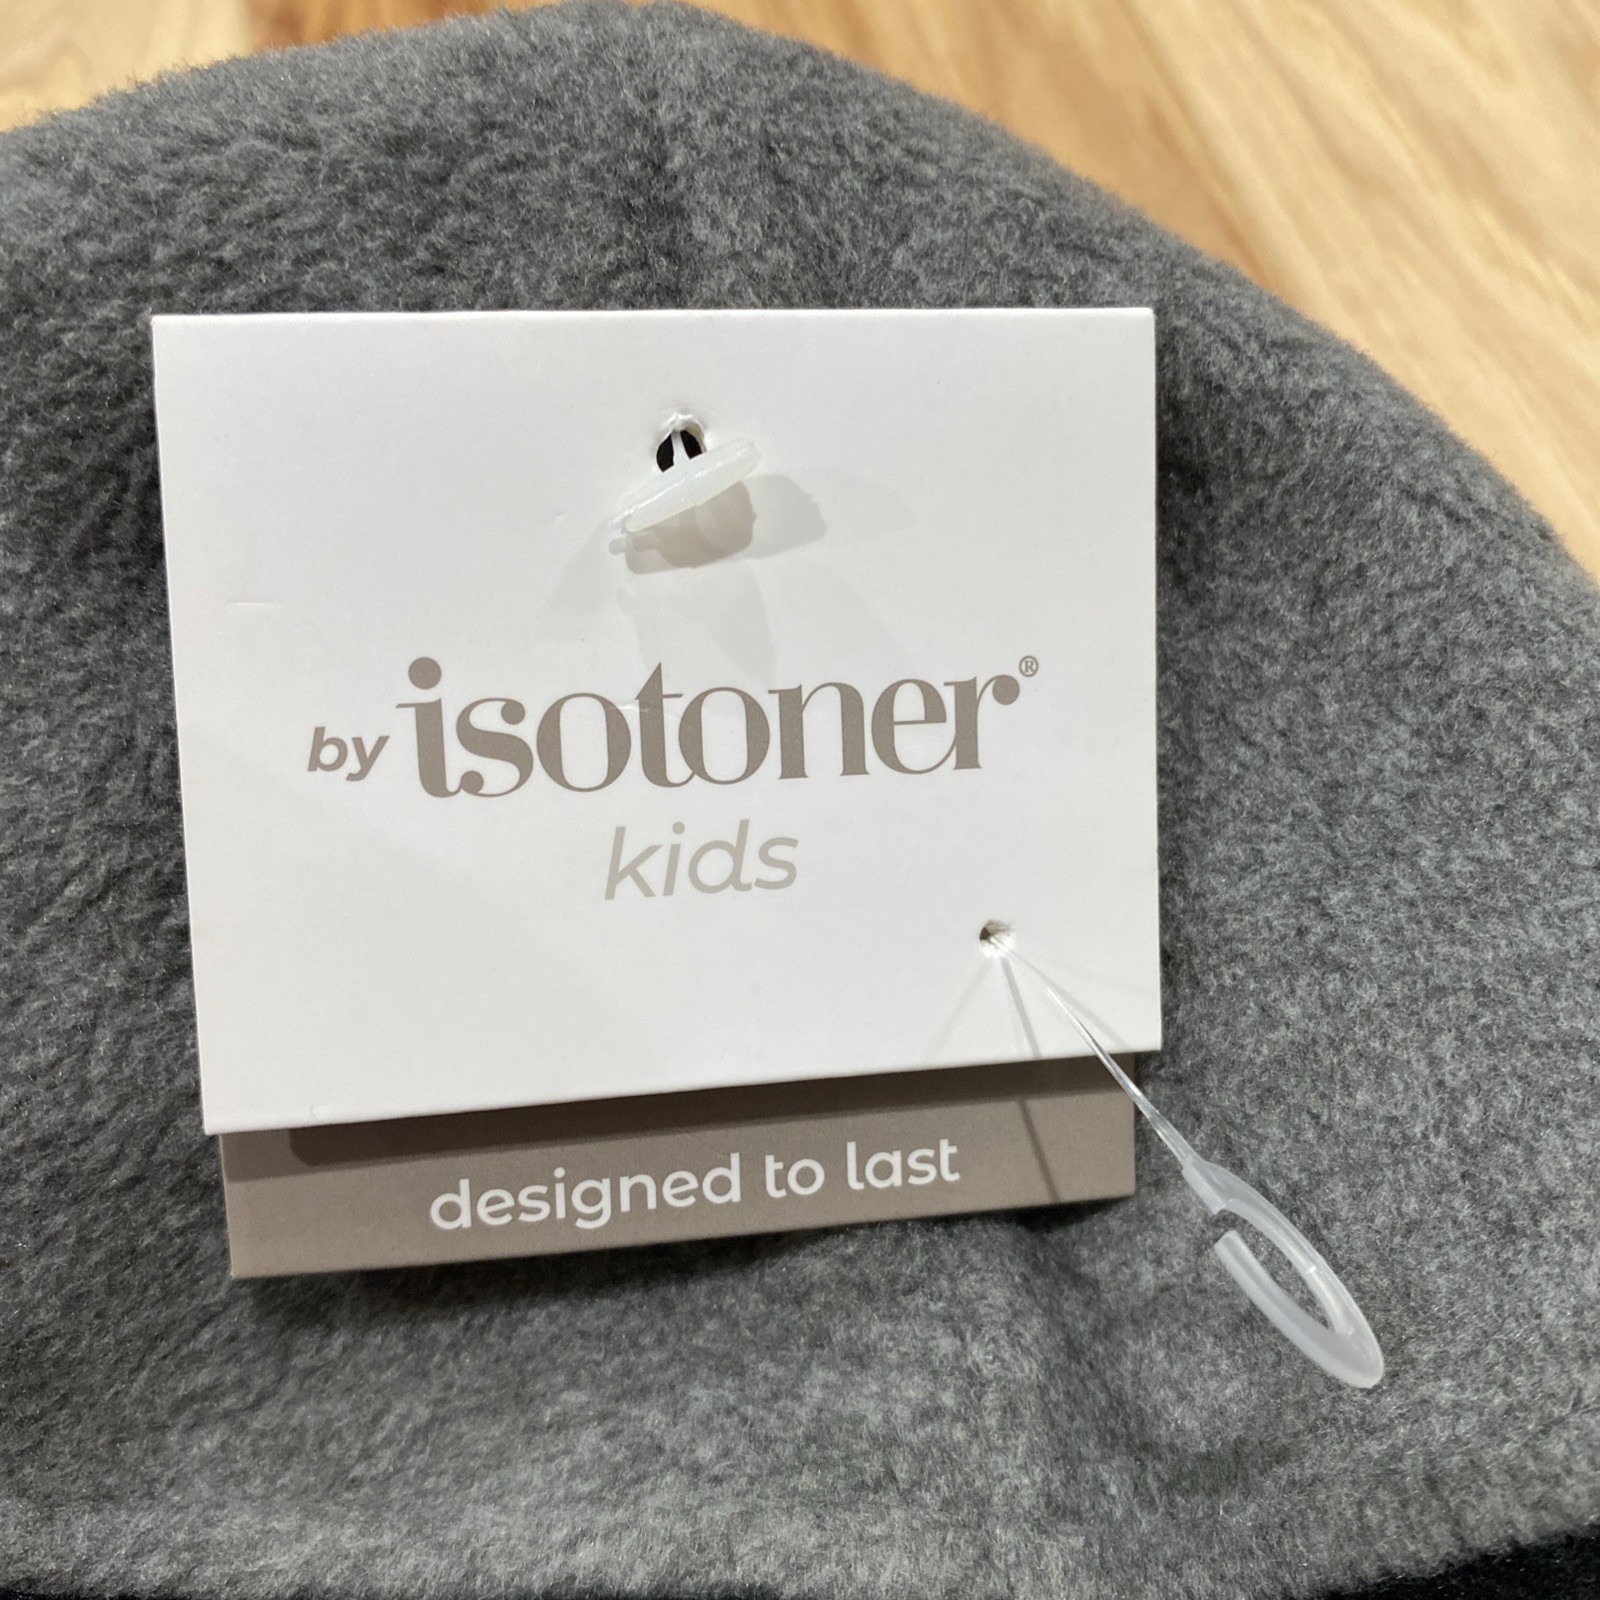 by isotoner®
kids
designed to last